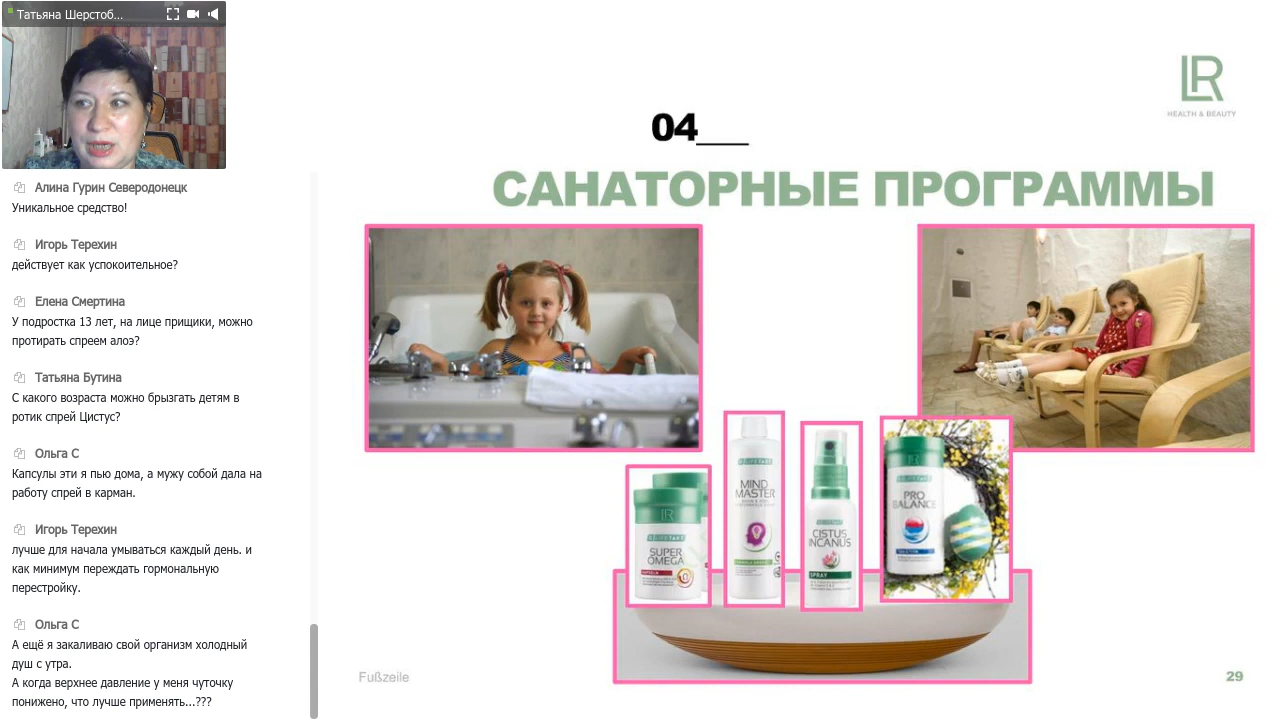 Татьяна Шерстоб...
Алина Гурин Северодонецк
Уникальное средство!
Игорь Терехин
действует как успокоительное?
Елена Смертина
У подростка 13 лет, на лице прищики, можно
протирать спреем алоэ?
Татьяна Бутина
С какого возраста можно брызгать детям в
ротик спрей Цистус?
Ольга С
Капсулы эти я пью дома, а мужу собой дала на
работу спрей в карман.
Игорь Терехин
лучше для начала умываться каждый день. и
как минимум переждать гормональную
перестройку.
Ольга С
А ещё я закаливаю свой организм холодный
душ с утра.
А когда верхнее давление у меня чуточку
понижено, что лучше применять...???
LR
HEALTH & BEAUTY
04___
САНАТОРНЫЕ ПРОГРАММЫ
LR
SUPER
OMEGA
MIND
MASTER
CISTUS
INCANUS
SPRAY
LR
PRO
BALANCE
Fußzeile
29